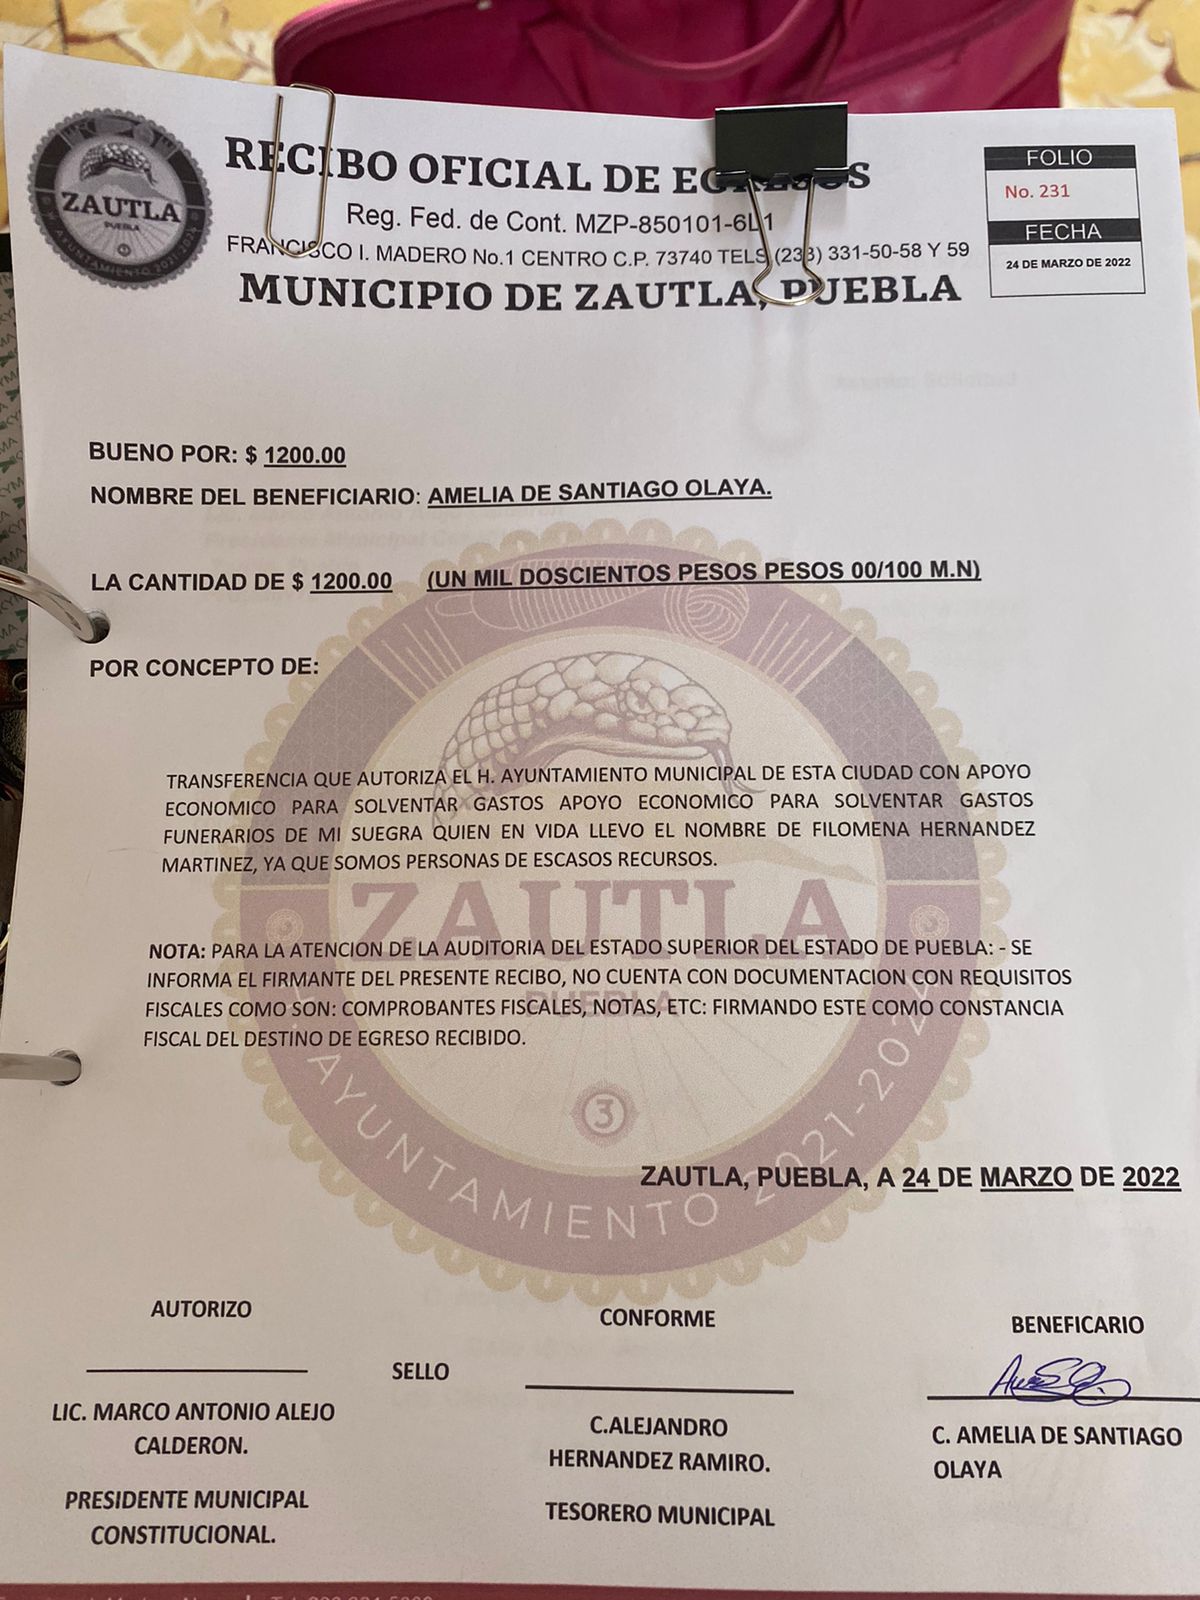 ZAUTLA
PUEBLA
H. AYUNTAMIENTO 2021-2024
RECIBO OFICIAL DE EGRESOS
Reg. Fed. de Cont. MZP-850101-6L1
FRANCISCO I. MADERO No.1 CENTRO C.P. 73740 TELS (233) 331-50-58 Y 59
MUNICIPIO DE ZAUTLA, PUEBLA
FOLIO
No. 231
FECHA
24 DE MARZO DE 2022
BUENO POR: $ 1200.00
NOMBRE DEL BENEFICIARIO: AMELIA DE SANTIAGO OLAYA.
LA CANTIDAD DE $ 1200.00 (UN MIL DOSCIENTOS PESOS PESOS 00/100 M.N)
POR CONCEPTO DE:
TRANSFERENCIA QUE AUTORIZA EL H. AYUNTAMIENTO MUNICIPAL DE ESTA CIUDAD CON APOYO
ECONOMICO PARA SOLVENTAR GASTOS APOYO ECONOMICO PARA SOLVENTAR GASTOS
FUNERARIOS DE MI SUEGRA QUIEN EN VIDA LLEVO EL NOMBRE DE FILOMENA HERNANDEZ
MARTINEZ, YA QUE SOMOS PERSONAS DE ESCASOS RECURSOS.
ZAUTLA
PUEBLA
NOTA: PARA LA ATENCION DE LA AUDITORIA DEL ESTADO SUPERIOR DEL ESTADO DE PUEBLA: - SE
INFORMA EL FIRMANTE DEL PRESENTE RECIBO, NO CUENTA CON DOCUMENTACION CON REQUISITOS
FISCALES COMO SON: COMPROBANTES FISCALES, NOTAS, ETC: FIRMANDO ESTE COMO CONSTANCIA
FISCAL DEL DESTINO DE EGRESO RECIBIDO.
3
AYUNTAMIENTO 2021-2024
ZAUTLA, PUEBLA, A 24 DE MARZO DE 2022
AUTORIZO
SELLO
CONFORME
BENEFICARIO
LIC. MARCO ANTONIO ALEJO
CALDERON.
PRESIDENTE MUNICIPAL
CONSTITUCIONAL.
C.ALEJANDRO
HERNANDEZ RAMIRO.
TESORERO MUNICIPAL
C. AMELIA DE SANTIAGO
OLAYA